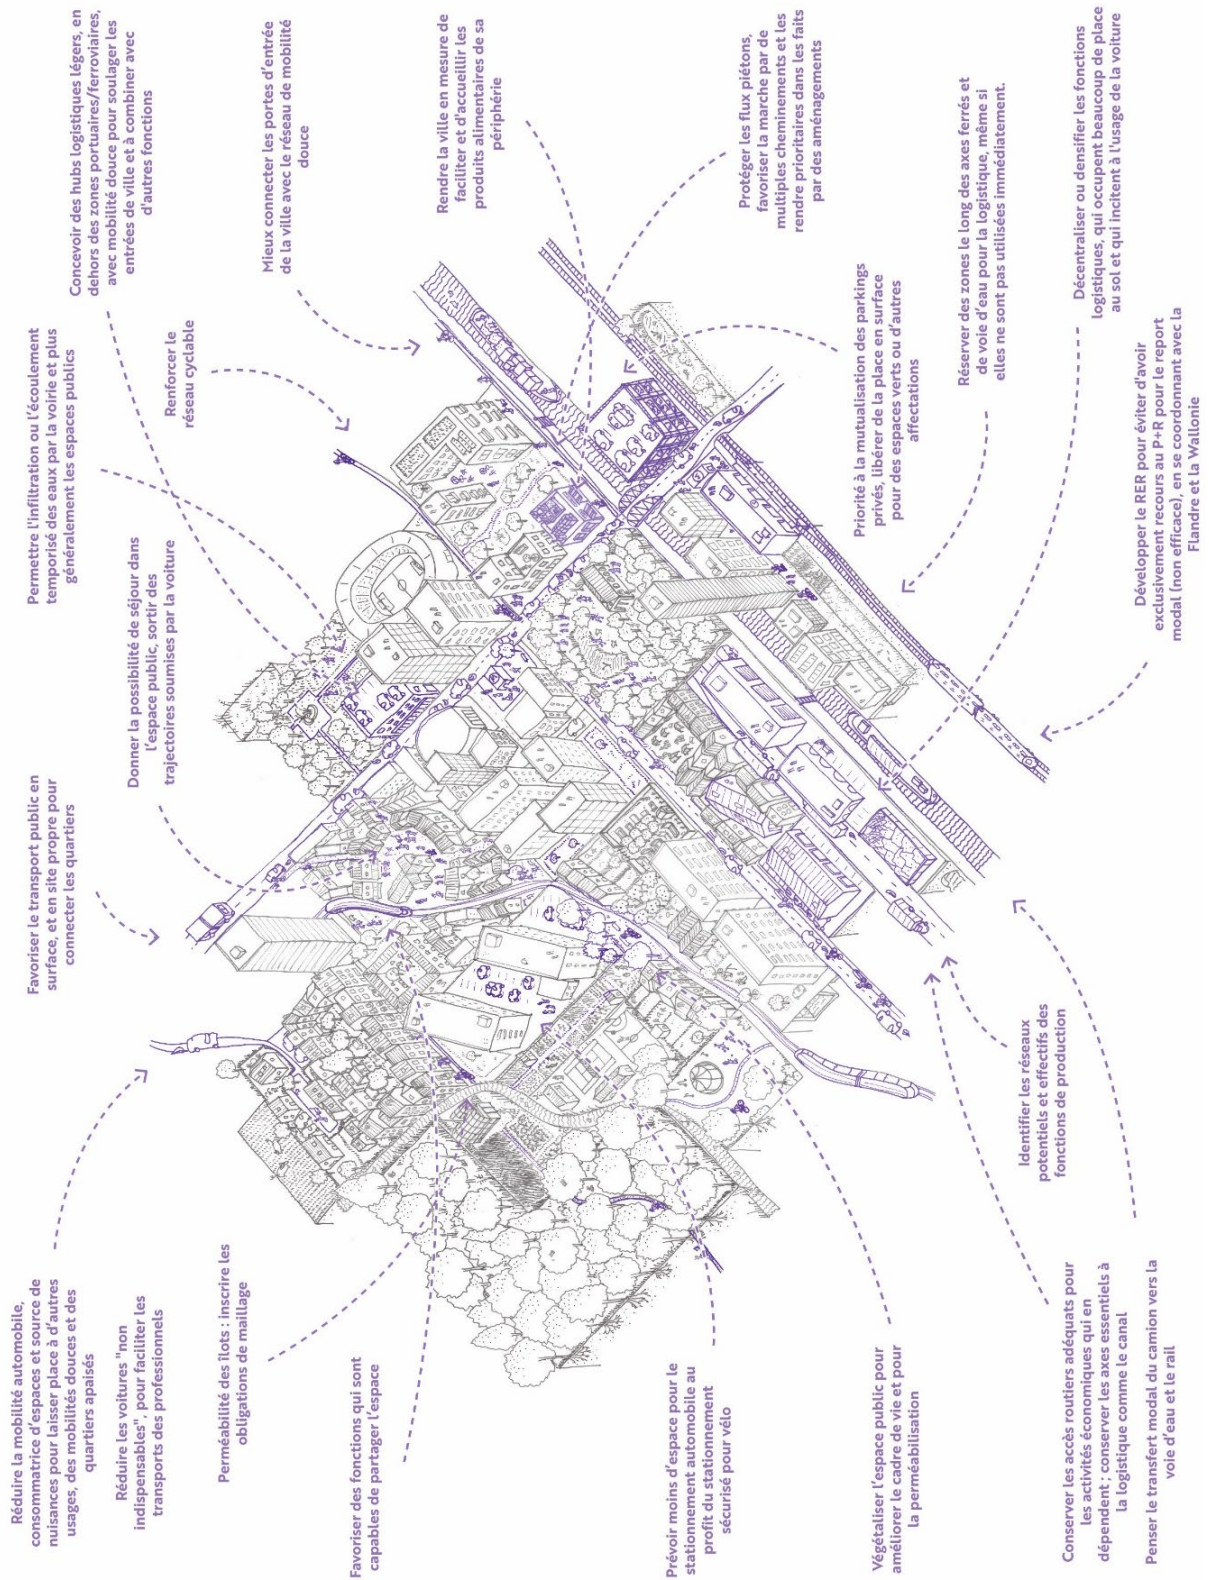 Réduire la mobilité automobile,
consommatrice d'espaces et source de
nuisances pour laisser place à d'autres
usages, des mobilités douces et des
quartiers apaisés
Réduire les voitures "non
indispensables", pour faciliter les
transports des professionnels
Perméabilité des îlots : inscrire les
obligations de maillage
Favoriser des fonctions qui sont
capables de partager l'espace
Prévoir moins d'espace pour le
stationnement automobile au
profit du stationnement
sécurisé pour vélo
Végétaliser l'espace public pour
améliorer le cadre de vie et pour
la perméabilisation
Conserver les accès routiers adéquats pour
les activités économiques qui en
dépendent ; conserver les axes essentiels à
la logistique comme le canal
Penser le transfert modal du camion vers la
voie d'eau et le rail
Favoriser le transport public en
surface, et en site propre pour
connecter les quartiers
Donner la possibilité de séjour dans
l'espace public, sortir des
trajectoires soumises par la voiture
Identifier les réseaux
potentiels et effectifs des
fonctions de production
Permettre l'infiltration ou l'écoulement
temporisé des eaux par la voirie et plus
généralement les espaces publics
Renforcer le
réseau cyclable
Concevoir des hubs logistiques légers, en
dehors des zones portuaires/ferroviaires,
avec mobilité douce pour soulager les
entrées de ville et à combiner avec
d'autres fonctions
Mieux connecter les portes d'entrée
de la ville avec le réseau de mobilité
douce
Rendre la ville en mesure de
faciliter et d'accueillir les
produits alimentaires de sa
périphérie
Protéger les flux piétons,
favoriser la marche par de
multiples cheminements et les
rendre prioritaires dans les faits
par des aménagements
Priorité à la mutualisation des parkings
privés, libérer de la place en surface
pour des espaces verts ou d'autres
affectations
Réserver des zones le long des axes ferrés et
de voie d'eau pour la logistique, même si
elles ne sont pas utilisées immédiatement.
Décentraliser ou densifier les fonctions
logistiques, qui occupent beaucoup de place
au sol et qui incitent à l'usage de la voiture
Développer le RER pour éviter d'avoir
exclusivement recours au P+R pour le report
modal (non efficace), en se coordonnant avec la
Flandre et la Wallonie